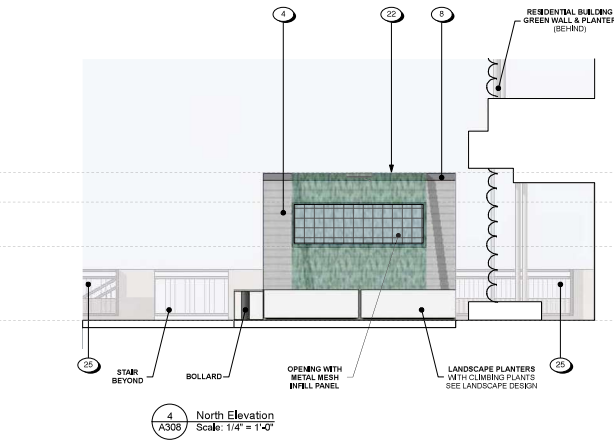 4
22
8
RESIDENTIAL BUILDING
GREEN WALL & PLANTER
(BEHIND)
25
STAIR
BEYOND
BOLLARD
OPENING WITH
METAL MESH
INFILL PANEL
LANDSCAPE PLANTERS
WITH CLIMBING PLANTS
SEE LANDSCAPE DESIGN
25
4
A308
North Elevation
Scale: 1/4" = 1'-0"